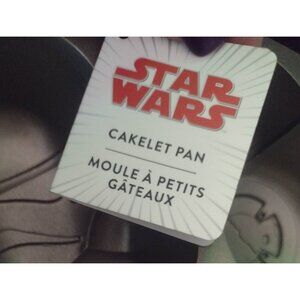 STAR
WARS
CAKELET PAN
MOULE À PETITS
GÂTEAUX